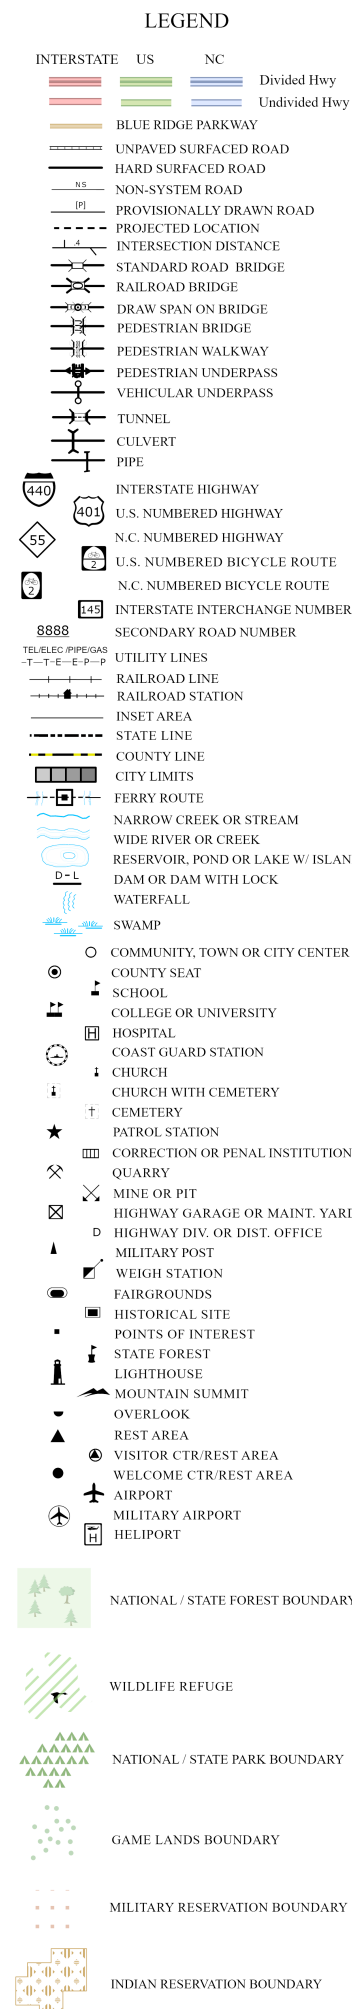 LEGEND
INTERSTATE US NC
Divided Hwy
Undivided Hwy
BLUE RIDGE PARKWAY
UNPAVED SURFACED ROAD
HARD SURFACED ROAD
NS NON-SYSTEM ROAD
[P] PROVISIONALLY DRAWN ROAD
PROJECTED LOCATION
.4 INTERSECTION DISTANCE
STANDARD ROAD BRIDGE
RAILROAD BRIDGE
DRAW SPAN ON BRIDGE
PEDESTRIAN BRIDGE
PEDESTRIAN WALKWAY
PEDESTRIAN UNDERPASS
VEHICULAR UNDERPASS
TUNNEL
CULVERT
PIPE
440 INTERSTATE HIGHWAY
401 U.S. NUMBERED HIGHWAY
55 N.C. NUMBERED HIGHWAY
2 U.S. NUMBERED BICYCLE ROUTE
2 N.C. NUMBERED BICYCLE ROUTE
145 INTERSTATE INTERCHANGE NUMBER
8888 SECONDARY ROAD NUMBER
TEL/ELEC /PIPE/GAS
–T—T–E—E–P—P UTILITY LINES
RAILROAD LINE
RAILROAD STATION
INSET AREA
STATE LINE
COUNTY LINE
CITY LIMITS
FERRY ROUTE
NARROW CREEK OR STREAM
WIDE RIVER OR CREEK
RESERVOIR, POND OR LAKE W/ ISLAN
D-L DAM OR DAM WITH LOCK
WATERFALL
SWAMP
COMMUNITY, TOWN OR CITY CENTER
COUNTY SEAT
SCHOOL
COLLEGE OR UNIVERSITY
H HOSPITAL
COAST GUARD STATION
CHURCH
CHURCH WITH CEMETERY
CEMETERY
PATROL STATION
CORRECTION OR PENAL INSTITUTION
QUARRY
MINE OR PIT
HIGHWAY GARAGE OR MAINT. YARD
D HIGHWAY DIV. OR DIST. OFFICE
MILITARY POST
WEIGH STATION
FAIRGROUNDS
HISTORICAL SITE
POINTS OF INTEREST
STATE FOREST
LIGHTHOUSE
MOUNTAIN SUMMIT
OVERLOOK
REST AREA
VISITOR CTR/REST AREA
WELCOME CTR/REST AREA
AIRPORT
MILITARY AIRPORT
H HELIPORT
NATIONAL / STATE FOREST BOUNDARY
WILDLIFE REFUGE
NATIONAL / STATE PARK BOUNDARY
GAME LANDS BOUNDARY
MILITARY RESERVATION BOUNDARY
INDIAN RESERVATION BOUNDARY